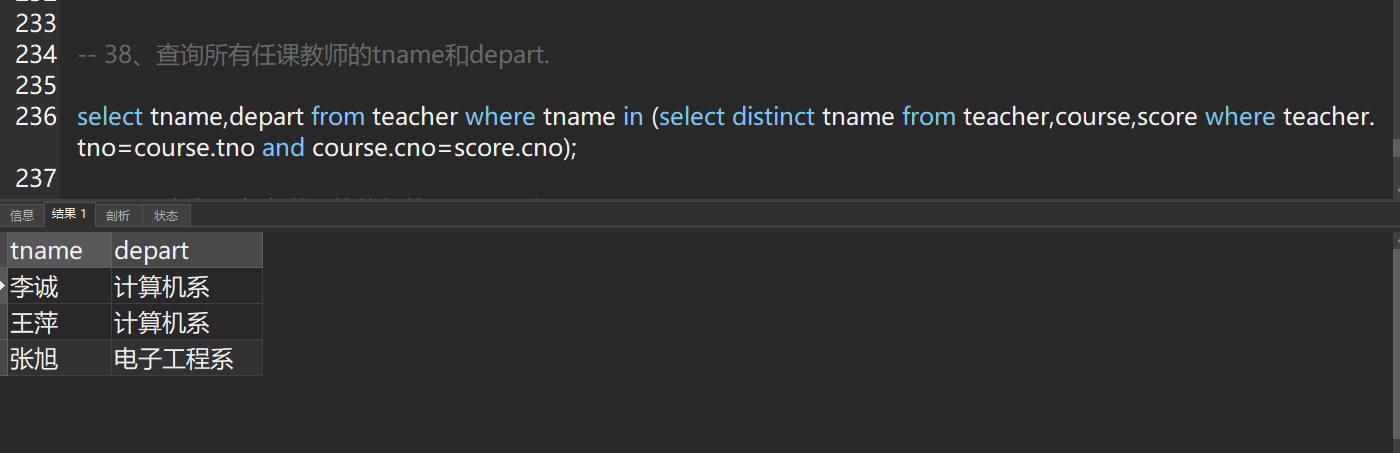 233
234 -- 38、查询所有任课教师的tname和depart.
235
236 select tname,depart from teacher where tname in (select distinct tname from teacher,course,score where teacher.
tno=course.tno and course.cno=score.cno);
237
信息 结果 1 剖析 状态
tname depart
李诚 计算机系
王萍 计算机系
张旭 电子工程系